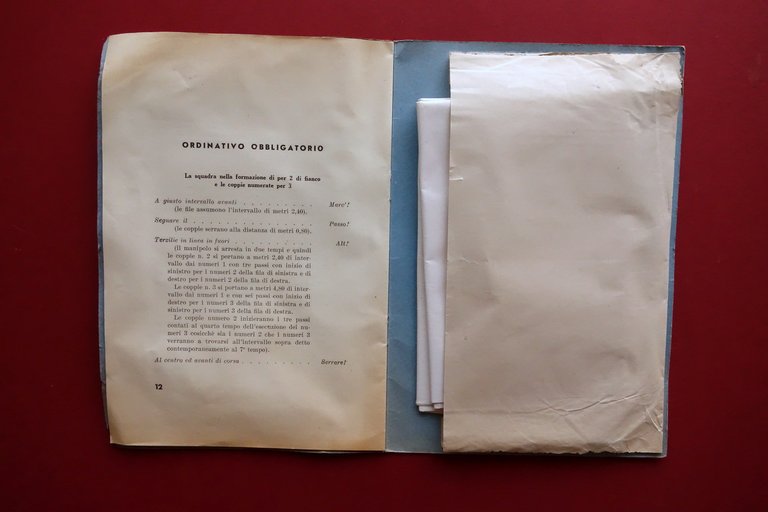 ORDINATIVO OBBLIGATORIO
La squadra nella formazione di per 2 di fianco
e le coppie numerate per 3
A giusto intervallo avanti . . . . . . . . . Marc'!
(le file assumono l'intervallo di metri 2,40).
Segnare il . . . . . . . . . . . . . . . Passo!
(le coppie serrano alla distanza di metri 0,80).
Terzilie in linea in fuori . . . . . . . . . . Alt!
(il manipolo si arresta in due tempi e quindi
le coppie n. 2 si portano a metri 2,40 di inter-
vallo dai numeri 1 con tre passi con inizio di
sinistro per i numeri 2 della fila di sinistra e di
destro per i numeri 2 della fila di destra.
Le coppie n. 3 si portano a metri 4,80 di inter-
vallo dai numeri 1 e con sei passi con inizio di
destro per i numeri 3 della fila di sinistra e di
sinistro per i numeri 3 della fila di destra.
Le coppie numero 2 inizieranno i tre passi
contati al quarto tempo dell'esecuzione dei nu-
meri 3 cosicchè sia i numeri 2 che i numeri 3
verranno a trovarsi all'intervallo sopra detto
contemporaneamente al 7° tempo).
Al centro ed avanti di corsa . . . . . . . . . Serrare!
12